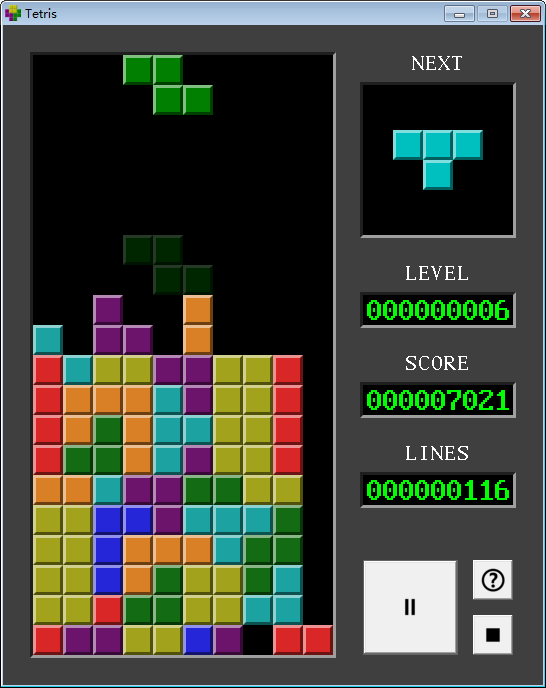 Tetris
NEXT
LEVEL
000000006
SCORE
000007021
LINES
000000116